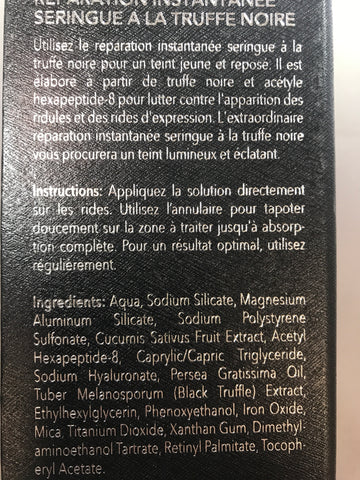 RÉPARATION INSTANTANÉE
SERINGUE À LA TRUFFE NOIRE
Utilisez le reparation instantanée seringue à la
truffe noire pour un teint jeune et reposé. Il est
élaboré à partir de truffe noire et acétyle
hexapeptide-8 pour lutter contre l'apparition des
ridules et des rides d'expression. L'extraordinaire
réparation instantanée seringue à la truffe noire
vous procurera un teint lumineux et éclatant.
Instructions: Appliquez la solution directement
sur les rides. Utilisez l'annulaire pour tapoter
doucement sur la zone à traiter jusqu'à absorp-
tion complète. Pour un résultat optimal, utilisez
régulièrement.
Ingredients: Aqua, Sodium Silicate, Magnesium
Aluminum Silicate, Sodium Polystyrene
Sulfonate, Cucumis Sativus Fruit Extract, Acetyl
Hexapeptide-8, Caprylic/Capric Triglyceride,
Sodium Hyaluronate, Persea Gratissima Oil,
Tuber Melanosporum (Black Truffle) Extract,
Ethylhexylglycerin, Phenoxyethanol, Iron Oxide,
Mica, Titanium Dioxide, Xanthan Gum, Dimethyl-
aminoethanol Tartrate, Retinyl Palmitate, Tocoph-
eryl Acetate.